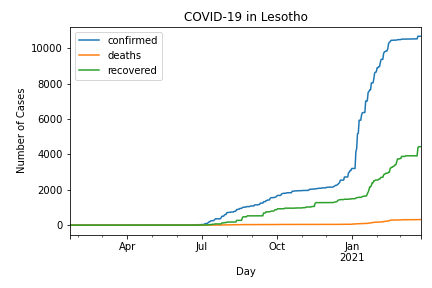 COVID-19 in Lesotho
confirmed
deaths
recovered
Number of Cases
10000
8000
6000
4000
2000
0
Apr
Jul
Oct
Jan
2021
Day